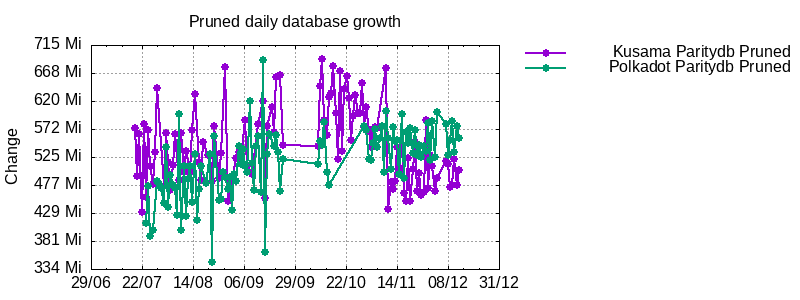 Pruned daily database growth
Kusama Paritydb Pruned
Polkadot Paritydb Pruned
Change
715 Mi
668 Mi
620 Mi
572 Mi
525 Mi
477 Mi
429 Mi
381 Mi
334 Mi
29/06 22/07 14/08 06/09 29/09 22/10 14/11 08/12 31/12